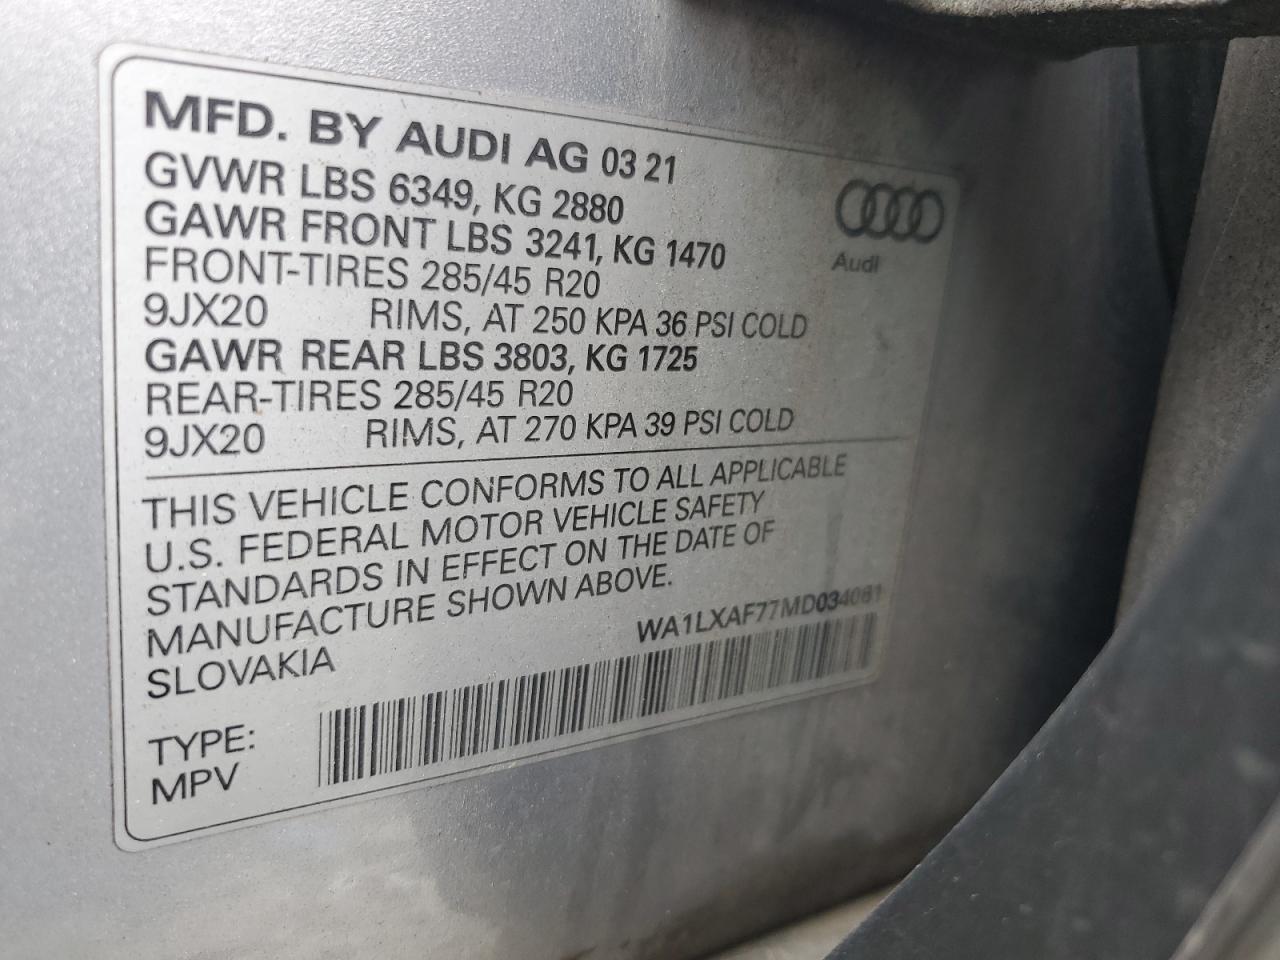 MFD. BY AUDI AG 03 21
GVWR LBS 6349, KG 2880
GAWR FRONT LBS 3241, KG 1470
FRONT-TIRES 285/45 R20
9JX20 RIMS, AT 250 KPA 36 PSI COLD
GAWR REAR LBS 3803, KG 1725
REAR-TIRES 285/45 R20
9JX20 RIMS, AT 270 KPA 39 PSI COLD
Audi
THIS VEHICLE CONFORMS TO ALL APPLICABLE
U.S. FEDERAL MOTOR VEHICLE SAFETY
STANDARDS IN EFFECT ON THE DATE OF
MANUFACTURE SHOWN ABOVE.
SLOVAKIA
WA1LXAF77MD034061
TYPE:
MPV